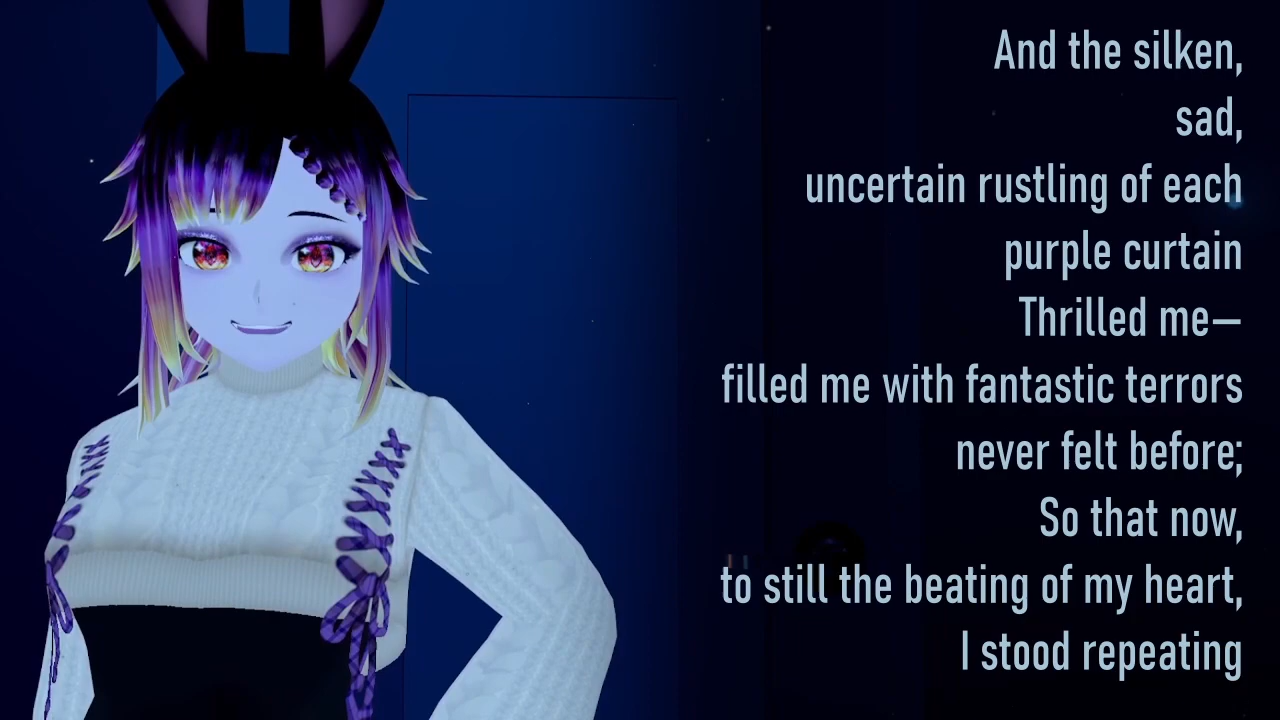 And the silken,
sad,
uncertain rustling of each
purple curtain
Thrilled me—
filled me with fantastic terrors
never felt before;
So that now,
to still the beating of my heart,
I stood repeating